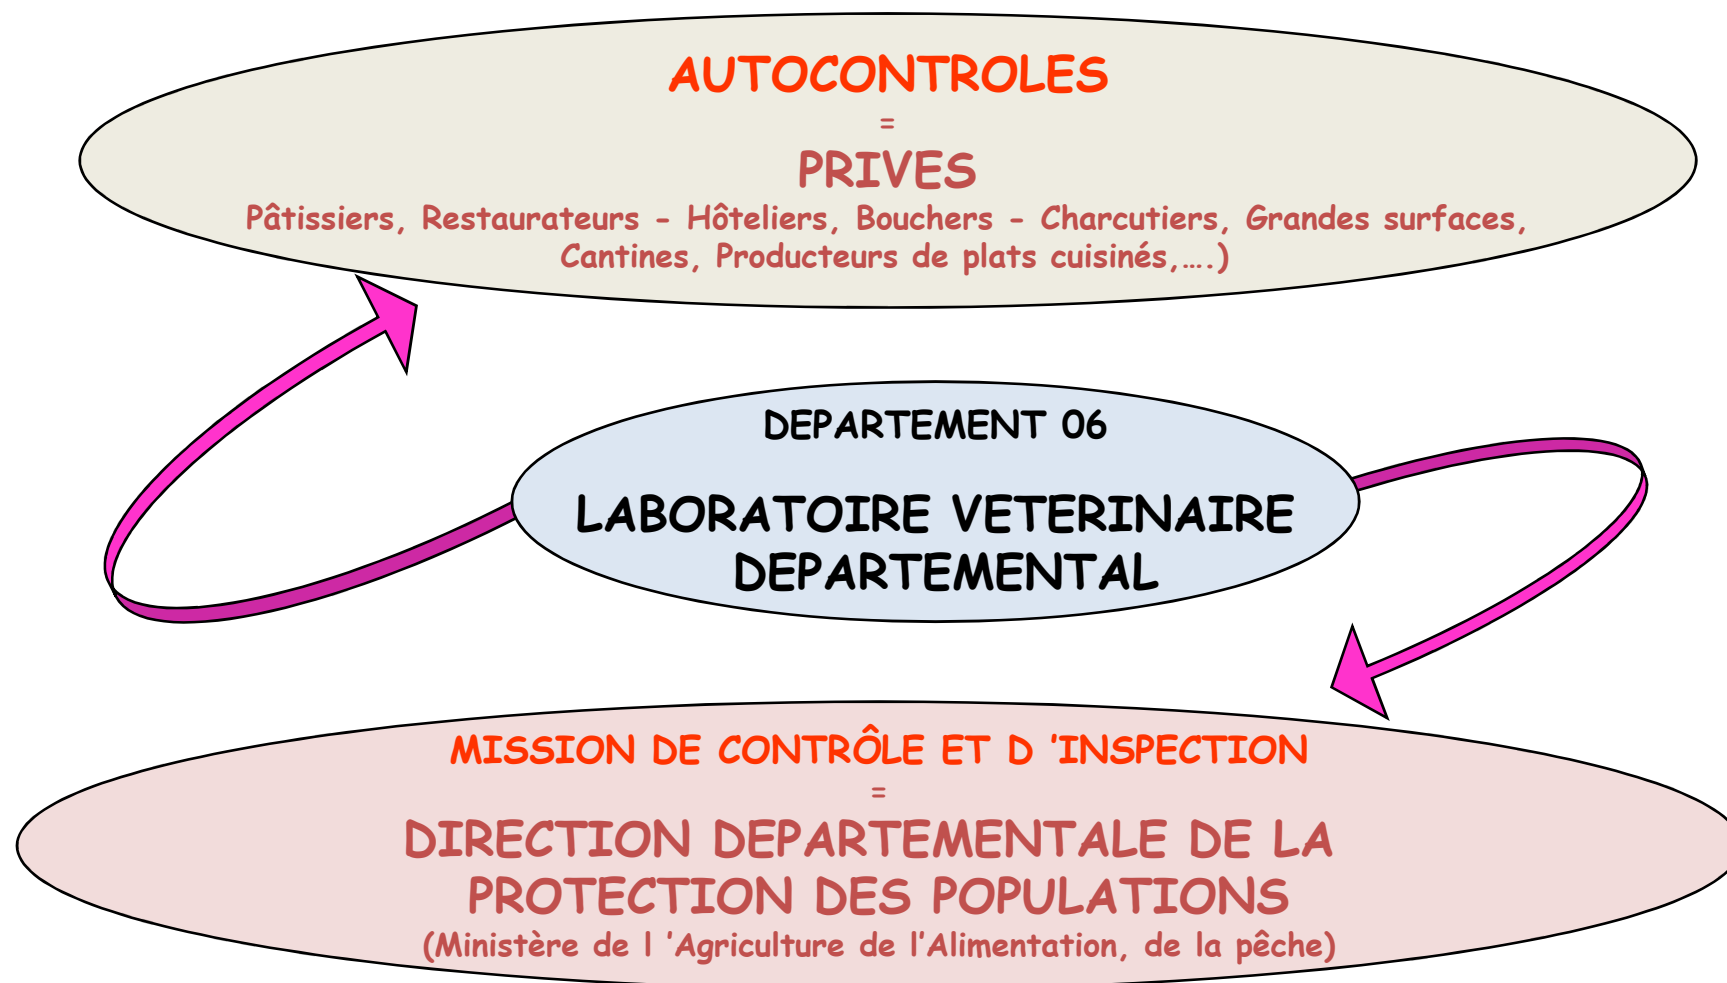 AUTOCONTROLES
=
PRIVES
Pâtissiers, Restaurateurs - Hôteliers, Bouchers - Charcutiers, Grandes surfaces,
Cantines, Producteurs de plats cuisinés,….)
DEPARTEMENT 06
LABORATOIRE VETERINAIRE
DEPARTEMENTAL
MISSION DE CONTRÔLE ET D ’INSPECTION
=
DIRECTION DEPARTEMENTALE DE LA
PROTECTION DES POPULATIONS
(Ministère de l ’Agriculture de l’Alimentation, de la pêche)